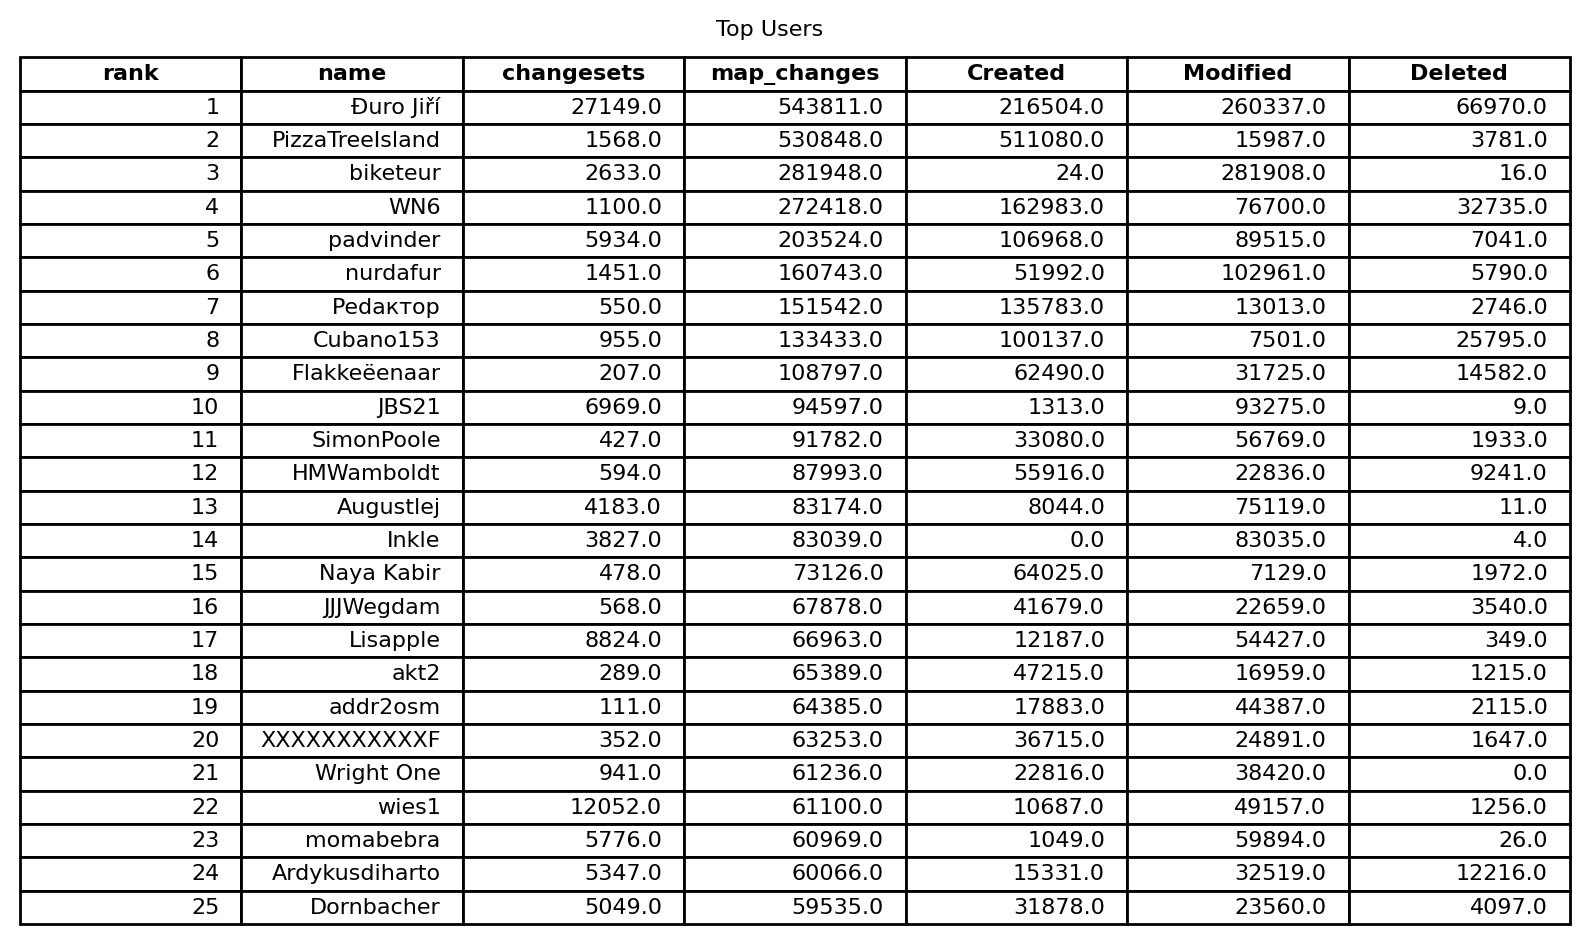 Top Users
rank name changesets map_changes Created Modified Deleted
1 Đuro Jiří 27149.0 543811.0 216504.0 260337.0 66970.0
2 PizzaTreeIsland 1568.0 530848.0 511080.0 15987.0 3781.0
3 biketeur 2633.0 281948.0 24.0 281908.0 16.0
4 WN6 1100.0 272418.0 162983.0 76700.0 32735.0
5 padvinder 5934.0 203524.0 106968.0 89515.0 7041.0
6 nurdafur 1451.0 160743.0 51992.0 102961.0 5790.0
7 Pedaктор 550.0 151542.0 135783.0 13013.0 2746.0
8 Cubano153 955.0 133433.0 100137.0 7501.0 25795.0
9 Flakkeëenaar 207.0 108797.0 62490.0 31725.0 14582.0
10 JBS21 6969.0 94597.0 1313.0 93275.0 9.0
11 SimonPoole 427.0 91782.0 33080.0 56769.0 1933.0
12 HMWamboldt 594.0 87993.0 55916.0 22836.0 9241.0
13 Augustlej 4183.0 83174.0 8044.0 75119.0 11.0
14 Inkle 3827.0 83039.0 0.0 83035.0 4.0
15 Naya Kabir 478.0 73126.0 64025.0 7129.0 1972.0
16 JJJWegdam 568.0 67878.0 41679.0 22659.0 3540.0
17 Lisapple 8824.0 66963.0 12187.0 54427.0 349.0
18 akt2 289.0 65389.0 47215.0 16959.0 1215.0
19 addr2osm 111.0 64385.0 17883.0 44387.0 2115.0
20 XXXXXXXXXXXF 352.0 63253.0 36715.0 24891.0 1647.0
21 Wright One 941.0 61236.0 22816.0 38420.0 0.0
22 wies1 12052.0 61100.0 10687.0 49157.0 1256.0
23 momabebra 5776.0 60969.0 1049.0 59894.0 26.0
24 Ardykusdiharto 5347.0 60066.0 15331.0 32519.0 12216.0
25 Dornbacher 5049.0 59535.0 31878.0 23560.0 4097.0